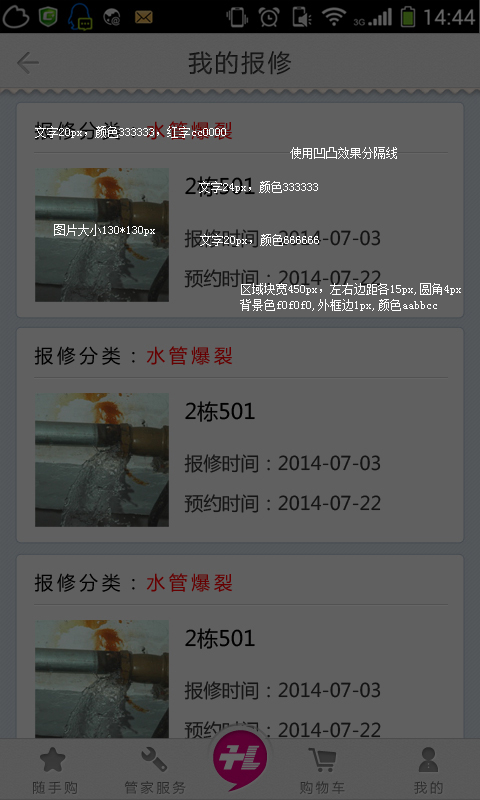 3G 14:44
我的报修
报修分类：水管爆裂
文字20px，颜色333333，红字cc0000
使用凹凸效果分隔线
2栋501
文字24px，颜色333333
图片大小130*130px
报修时间：2014-07-03
文字20px，颜色666666
预约时间：2014-07-22
区域块宽450px，左右边距各15px,圆角4px
背景色f0f0f0,外框边1px,颜色aabbcc
报修分类：水管爆裂
2栋501
报修时间：2014-07-03
预约时间：2014-07-22
报修分类：水管爆裂
2栋501
报修时间：2014-07-03
预约时间：2014-07-22
随手购 管家服务 购物车 我的